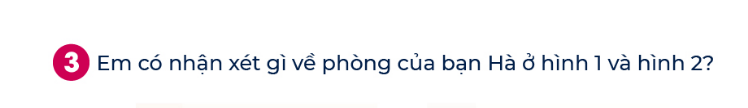 3 Em có nhận xét gì về phòng của bạn Hà ở hình 1 và hình 2?